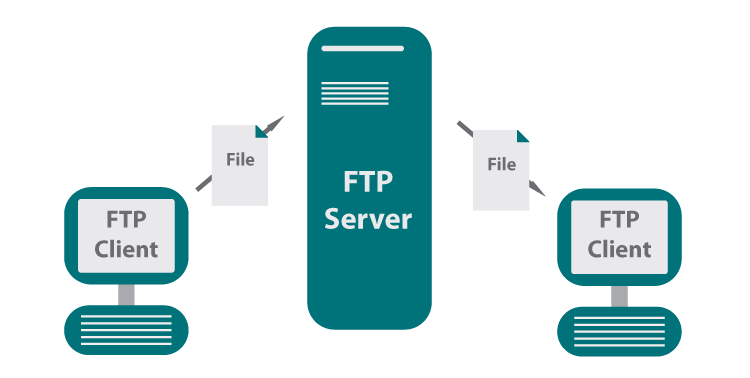 File
FTP
Client
FTP
Server
File
FTP
Client